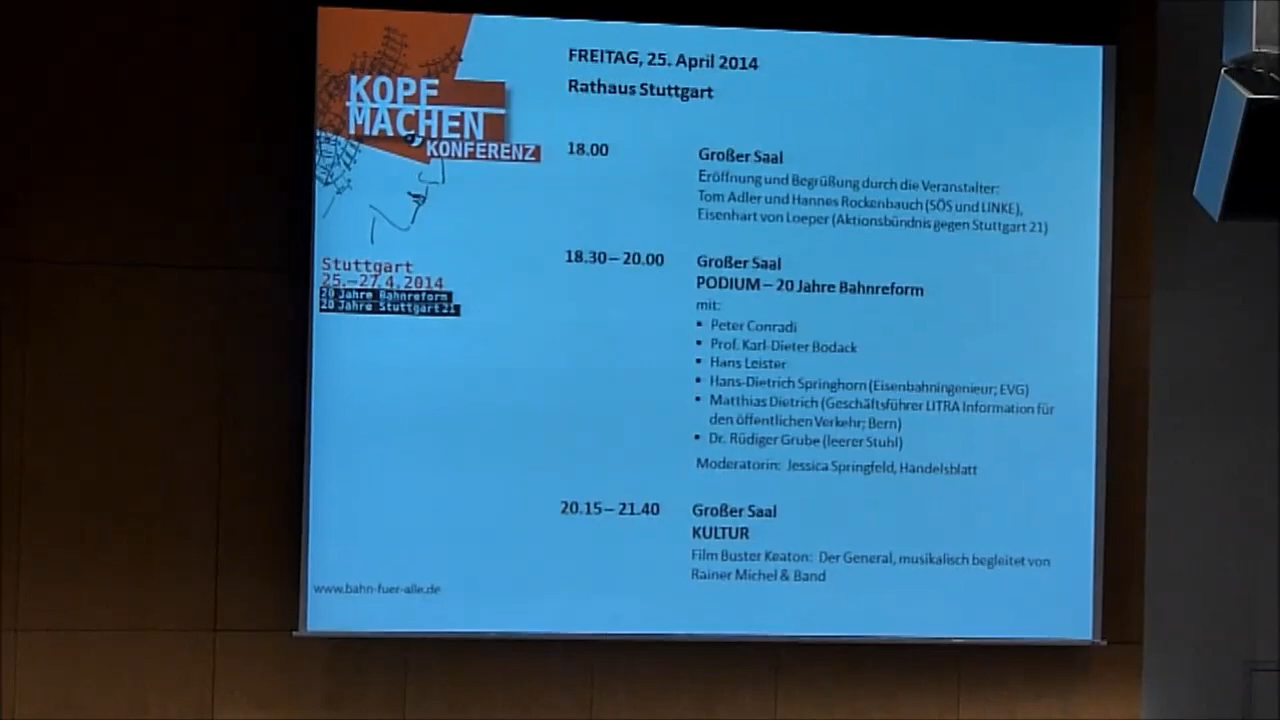 KOPF
MACHEN
KONFERENZ
Stuttgart
25.–27.4.2014
20 Jahre Bahnreform
20 Jahre Stuttgart 21
FREITAG, 25. April 2014
Rathaus Stuttgart
18.00
Großer Saal
Eröffnung und Begrüßung durch die Veranstalter:
Tom Adler und Hannes Rockenbauch (SÖS und LINKE),
Eisenhart von Loeper (Aktionsbündnis gegen Stuttgart 21)
18.30 – 20.00
Großer Saal
PODIUM – 20 Jahre Bahnreform
mit:
▪ Peter Conradi
▪ Prof. Karl-Dieter Bodack
▪ Hans Leister
▪ Hans-Dietrich Springhorn (Eisenbahningenieur; EVG)
▪ Matthias Dietrich (Geschäftsführer LITRA Information für
den öffentlichen Verkehr; Bern)
▪ Dr. Rüdiger Grube (leerer Stuhl)
Moderatorin: Jessica Springfeld, Handelsblatt
20.15 – 21.40
Großer Saal
KULTUR
Film Buster Keaton: Der General, musikalisch begleitet von
Rainer Michel & Band
www.bahn-fuer-alle.de